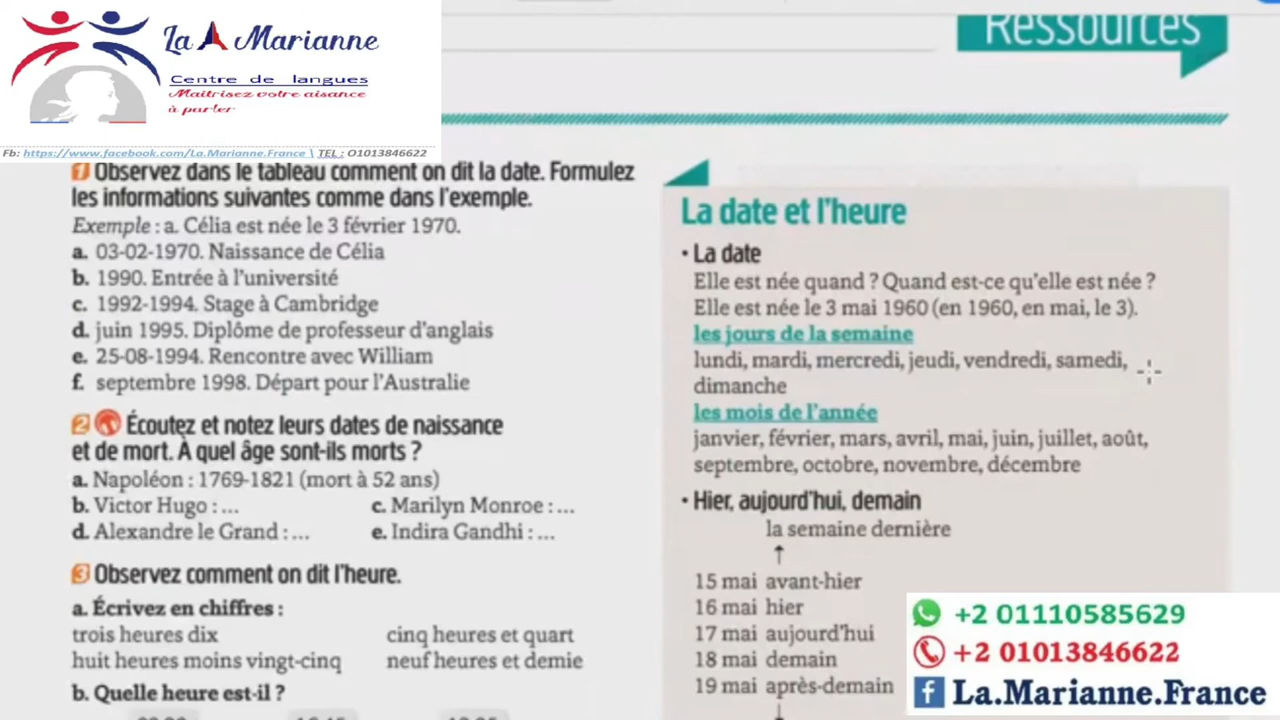 Ressources
La Marianne
Centre de langues
Maîtrisez votre aisance
à parler
Fb: https://www.facebook.com/La.Marianne.France \ TEL : 01013846622
1 Observez dans le tableau comment on dit la date. Formulez
les informations suivantes comme dans l'exemple.
Exemple : a. Célia est née le 3 février 1970.
a. 03-02-1970. Naissance de Célia
b. 1990. Entrée à l'université
c. 1992-1994. Stage à Cambridge
d. juin 1995. Diplôme de professeur d'anglais
e. 25-08-1994. Rencontre avec William
f. septembre 1998. Départ pour l'Australie
2 Écoutez et notez leurs dates de naissance
et de mort. À quel âge sont-ils morts ?
a. Napoléon : 1769-1821 (mort à 52 ans)
b. Victor Hugo : ... c. Marilyn Monroe : ...
d. Alexandre le Grand : ... e. Indira Gandhi : ...
3 Observez comment on dit l'heure.
a. Écrivez en chiffres :
trois heures dix cinq heures et quart
huit heures moins vingt-cinq neuf heures et demie
b. Quelle heure est-il ?
La date et l'heure
• La date
Elle est née quand ? Quand est-ce qu'elle est née ?
Elle est née le 3 mai 1960 (en 1960, en mai, le 3).
les jours de la semaine
lundi, mardi, mercredi, jeudi, vendredi, samedi,
dimanche
les mois de l'année
janvier, février, mars, avril, mai, juin, juillet, août,
septembre, octobre, novembre, décembre
• Hier, aujourd'hui, demain
la semaine dernière
15 mai avant-hier
16 mai hier
17 mai aujourd'hui
18 mai demain
19 mai après-demain
+2 01110585629
+2 01013846622
La.Marianne.France